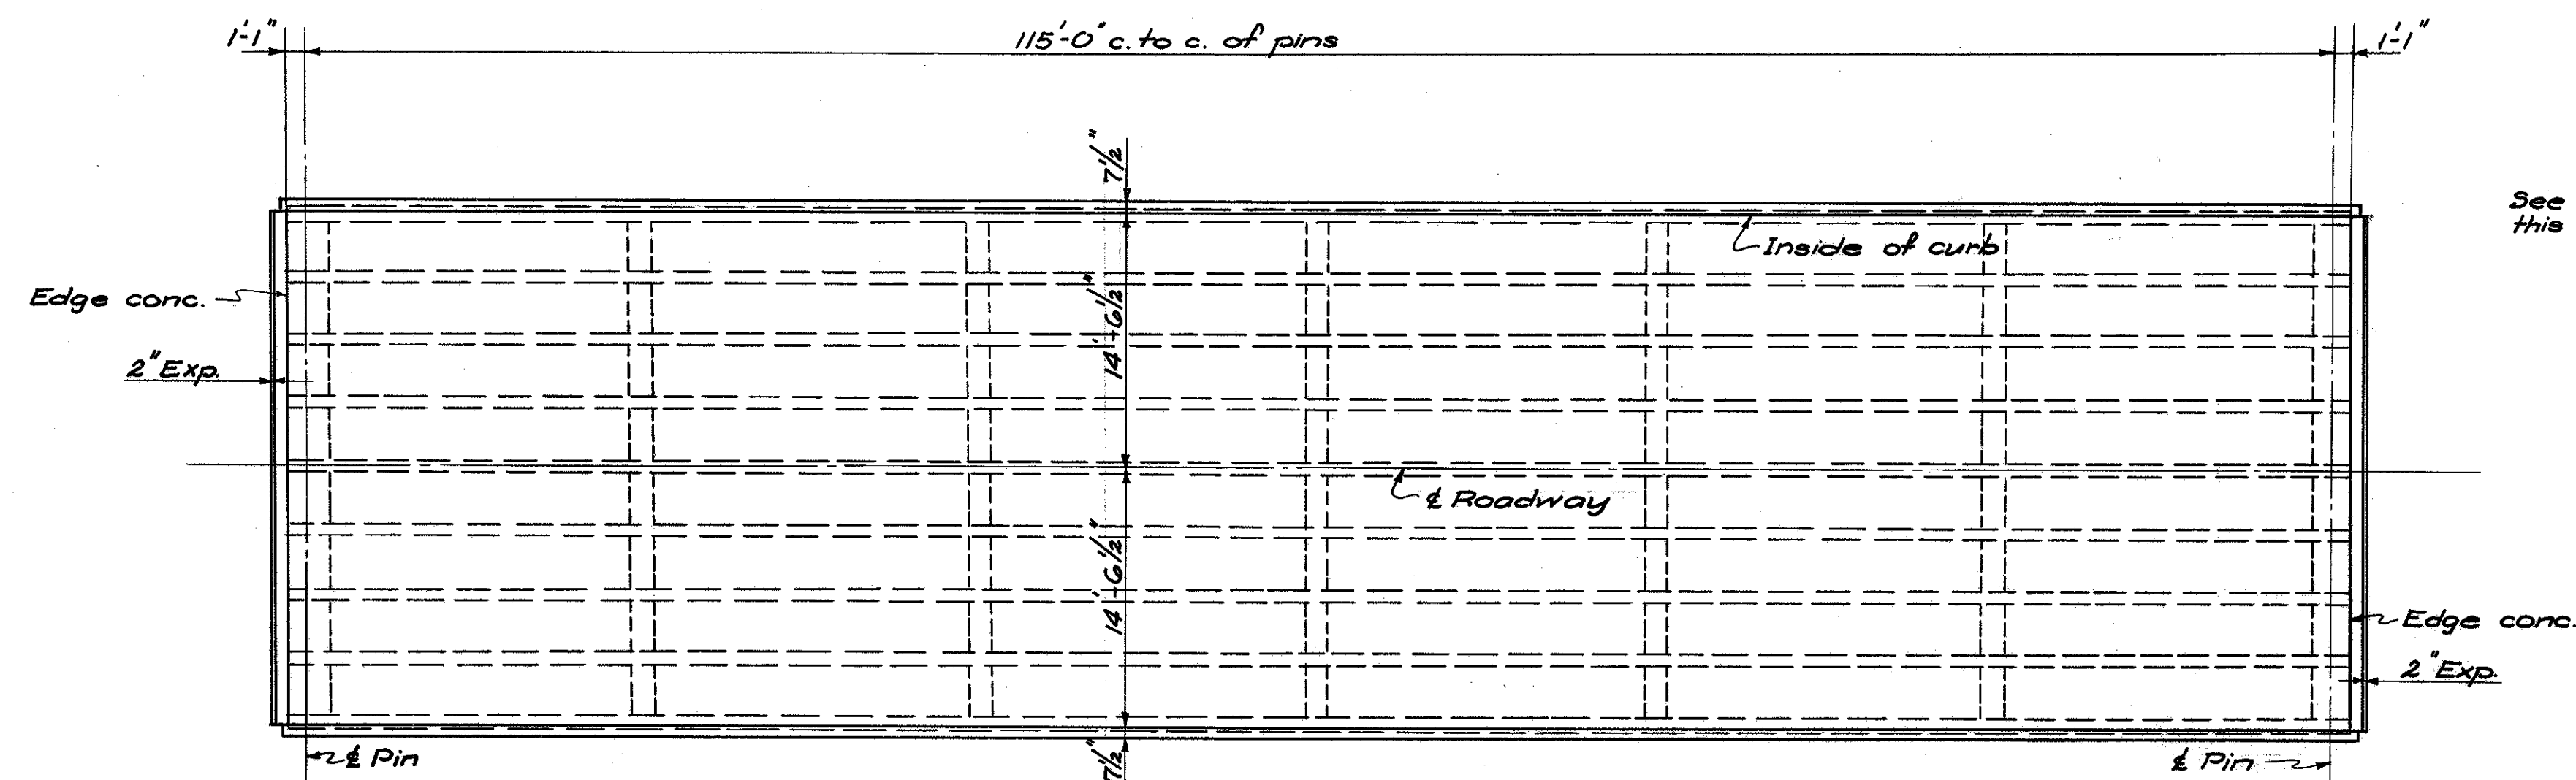 1'-1"
115'-0" c. to c. of pins
1'-1"
7½"
See
this
Inside of curb
Edge conc.
14'-6½"
2" Exp.
℄ Roadway
14'-6½"
Edge conc.
2" Exp.
℄ Pin
7½"
℄ Pin